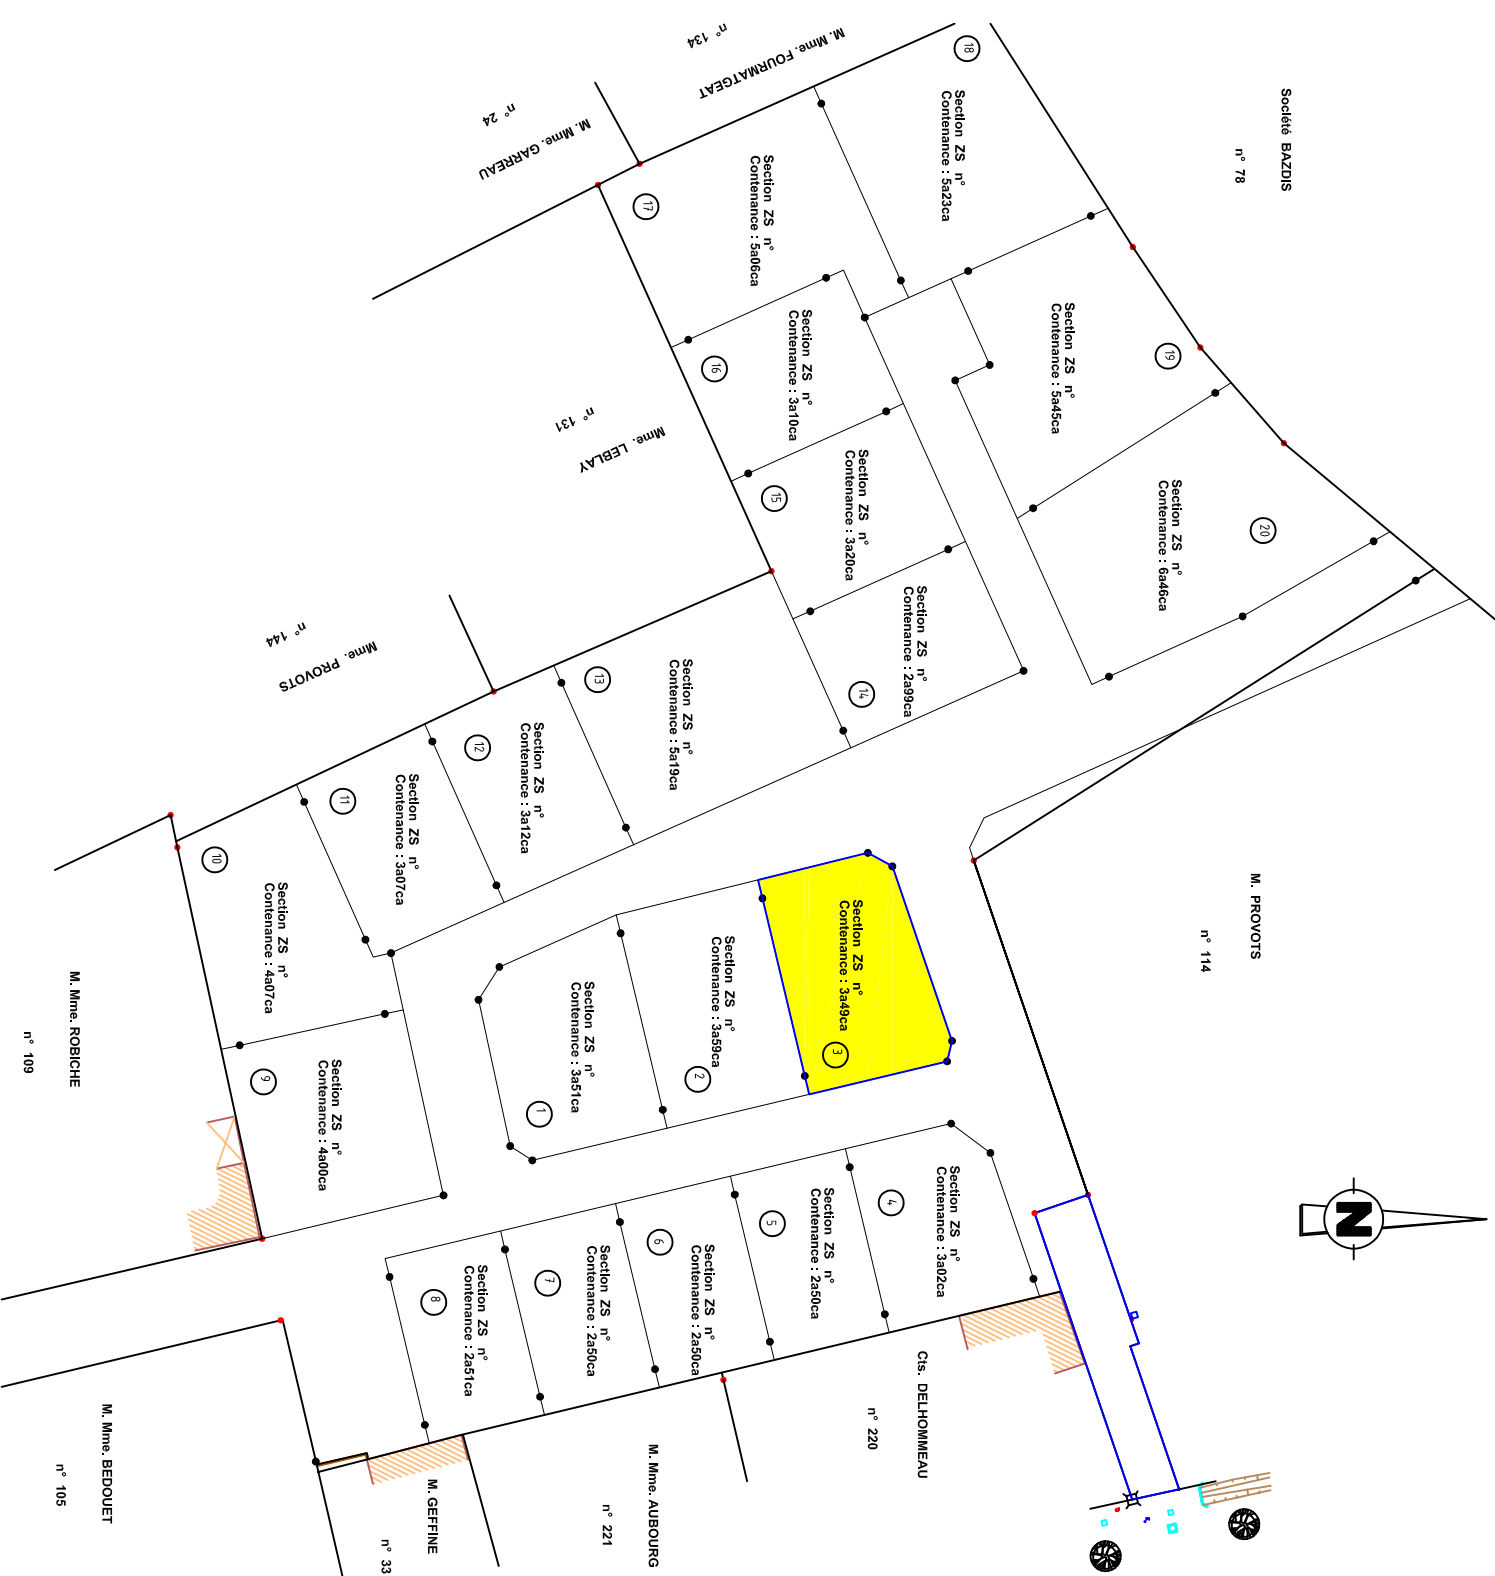 Société BAZDIS
n° 78
M. Mme. FOURMATGEAT
n° 134
M. Mme. GARREAU
n° 24
Mme. LEBLAY
n° 131
Mme. PROVOTS
n° 144
M. PROVOTS
n° 114
M. Mme. ROBICHE
n° 109
M. Mme. BEDOUET
n° 105
M. GEFFINE
n° 33
M. Mme. AUBOURG
n° 221
Cts. DELHOMMEAU
n° 220
18
Section ZS n°
Contenance : 5a23ca
17
Section ZS n°
Contenance : 5a06ca
16
Section ZS n°
Contenance : 3a10ca
15
Section ZS n°
Contenance : 3a20ca
14
Section ZS n°
Contenance : 2a99ca
19
Section ZS n°
Contenance : 5a45ca
20
Section ZS n°
Contenance : 6a46ca
13
Section ZS n°
Contenance : 5a19ca
12
Section ZS n°
Contenance : 3a12ca
11
Section ZS n°
Contenance : 3a07ca
10
Section ZS n°
Contenance : 4a07ca
9
Section ZS n°
Contenance : 4a00ca
1
Section ZS n°
Contenance : 3a51ca
2
Section ZS n°
Contenance : 3a59ca
3
Section ZS n°
Contenance : 3a49ca
4
Section ZS n°
Contenance : 3a02ca
5
Section ZS n°
Contenance : 2a50ca
6
Section ZS n°
Contenance : 2a50ca
7
Section ZS n°
Contenance : 2a50ca
8
Section ZS n°
Contenance : 2a51ca
N